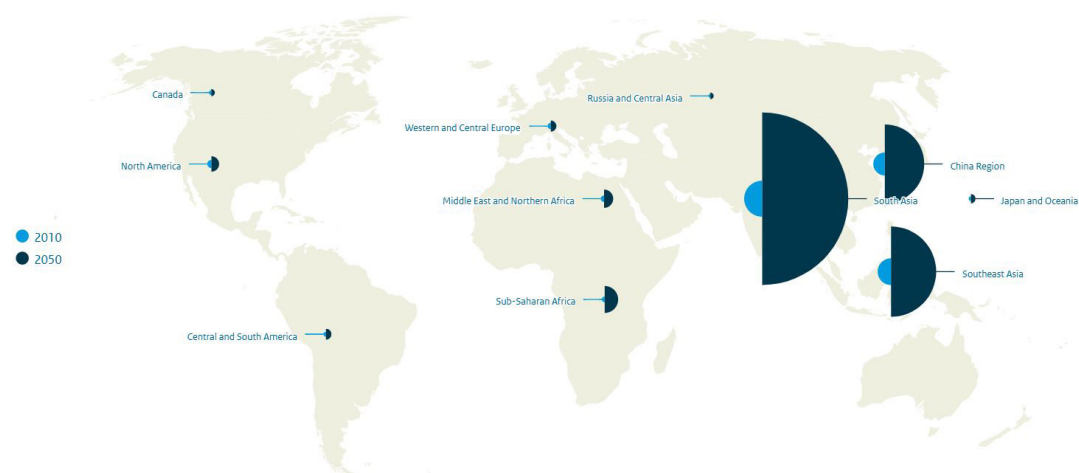 Canada
Russia and Central Asia
Western and Central Europe
North America
China Region
Middle East and Northern Africa
South Asia
Japan and Oceania
2010
2050
Southeast Asia
Sub-Saharan Africa
Central and South America